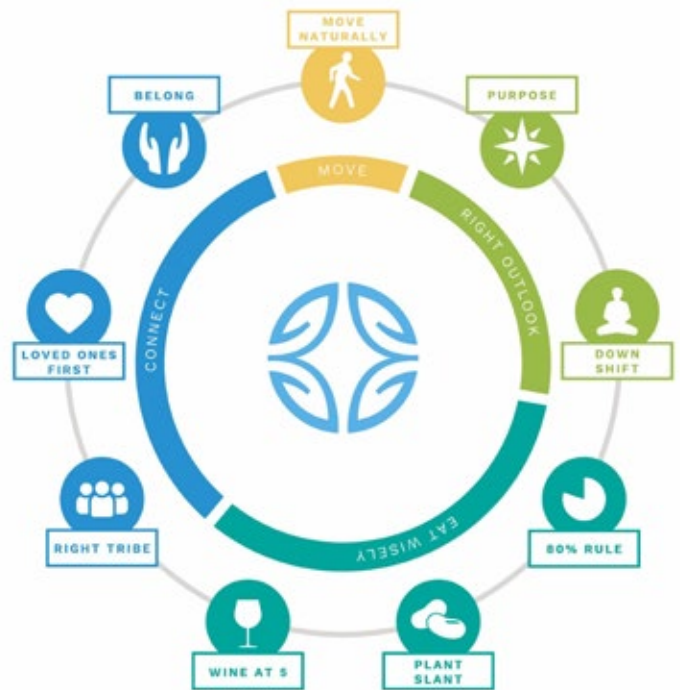 MOVE
NATURALLY
PURPOSE
DOWN
SHIFT
80% RULE
PLANT
SLANT
WINE AT 5
RIGHT TRIBE
LOVED ONES
FIRST
BELONG
MOVE
RIGHT OUTLOOK
EAT WISELY
CONNECT